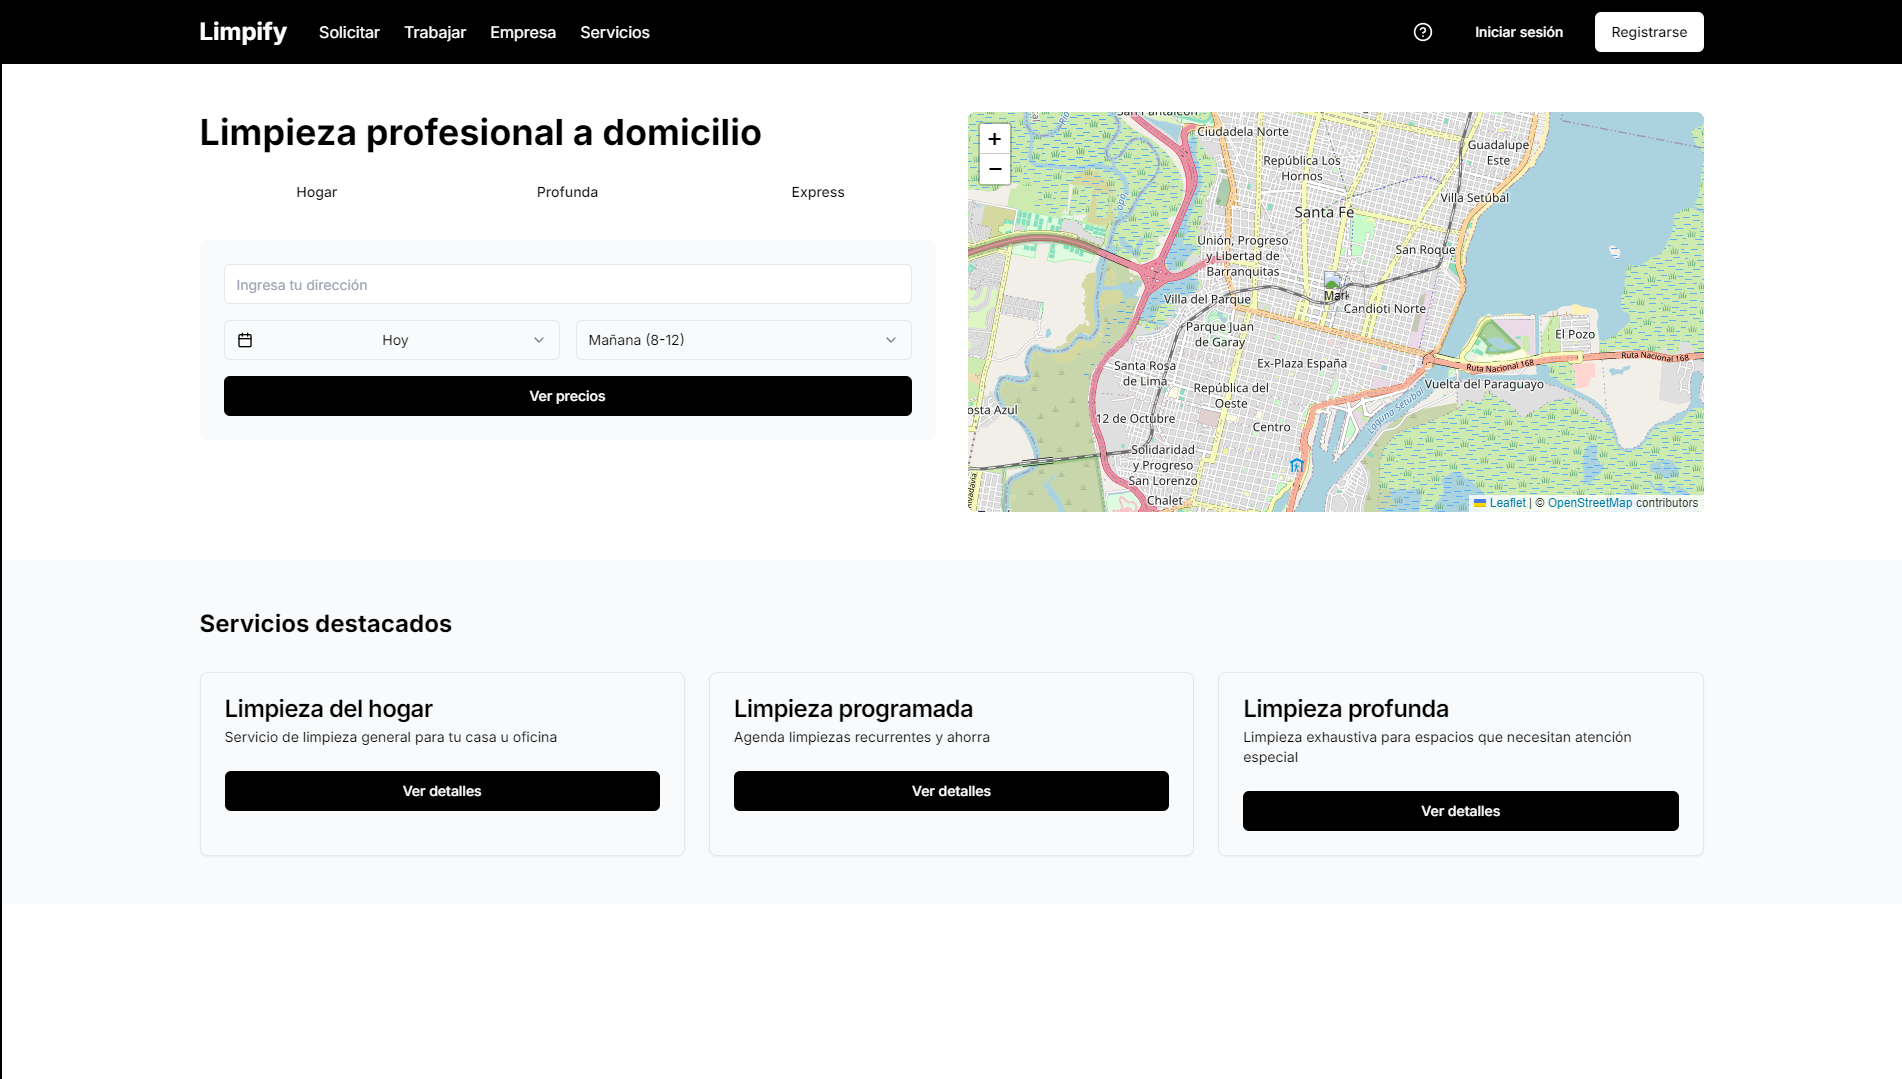 Limpify
Solicitar
Trabajar
Empresa
Servicios
Iniciar sesión
Registrarse
Limpieza profesional a domicilio
Hogar
Profunda
Express
Ingresa tu dirección
Hoy
Mañana (8-12)
Ver precios
+
−
Ciudadela Norte
Guadalupe
Este
República Los
Hornos
Villa Setúbal
Santa Fe
Unión, Progreso
y Libertad de
Barranquitas
San Roque
Villa del Parque
Mark
Candioti Norte
Parque Juan
de Garay
El Pozo
Ruta Nacional 168
Ruta Nacional 168
Ex-Plaza España
Santa Rosa
de Lima
Vuelta del Paraguayo
República del
Oeste
osta Azul
12 de Octubre
Laguna Setúbal
Centro
Solidaridad
y Progreso
San Lorenzo
Chalet
Leaflet | © OpenStreetMap contributors
Servicios destacados
Limpieza del hogar
Servicio de limpieza general para tu casa u oficina
Ver detalles
Limpieza programada
Agenda limpiezas recurrentes y ahorra
Ver detalles
Limpieza profunda
Limpieza exhaustiva para espacios que necesitan atención
especial
Ver detalles